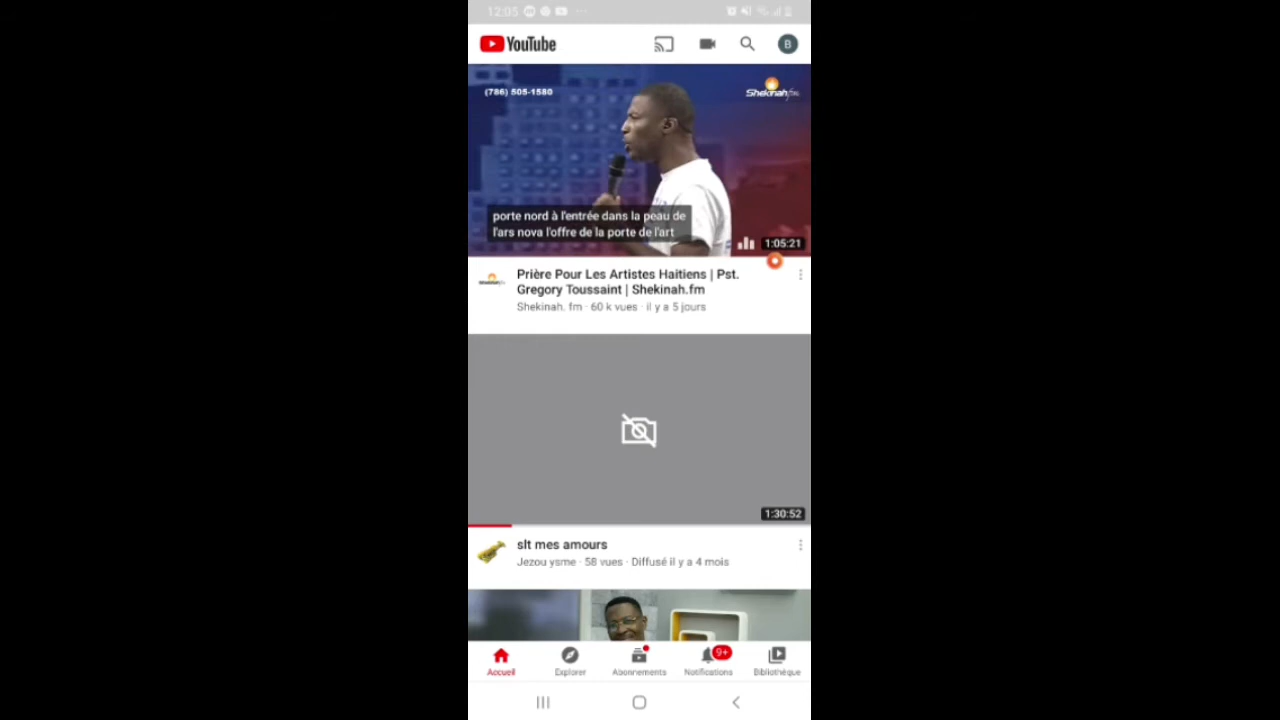 12:05
YouTube
B
(786) 505-1580
Shekinah.fm
porte nord à l'entrée dans la peau de
l'ars nova l'offre de la porte de l'art
1:05:21
Prière Pour Les Artistes Haitiens | Pst.
Gregory Toussaint | Shekinah.fm
Shekinah. fm · 60 k vues · il y a 5 jours
1:30:52
slt mes amours
Jezou ysme · 58 vues · Diffusé il y a 4 mois
9+
Accueil
Explorer
Abonnements
Notifications
Bibliothèque